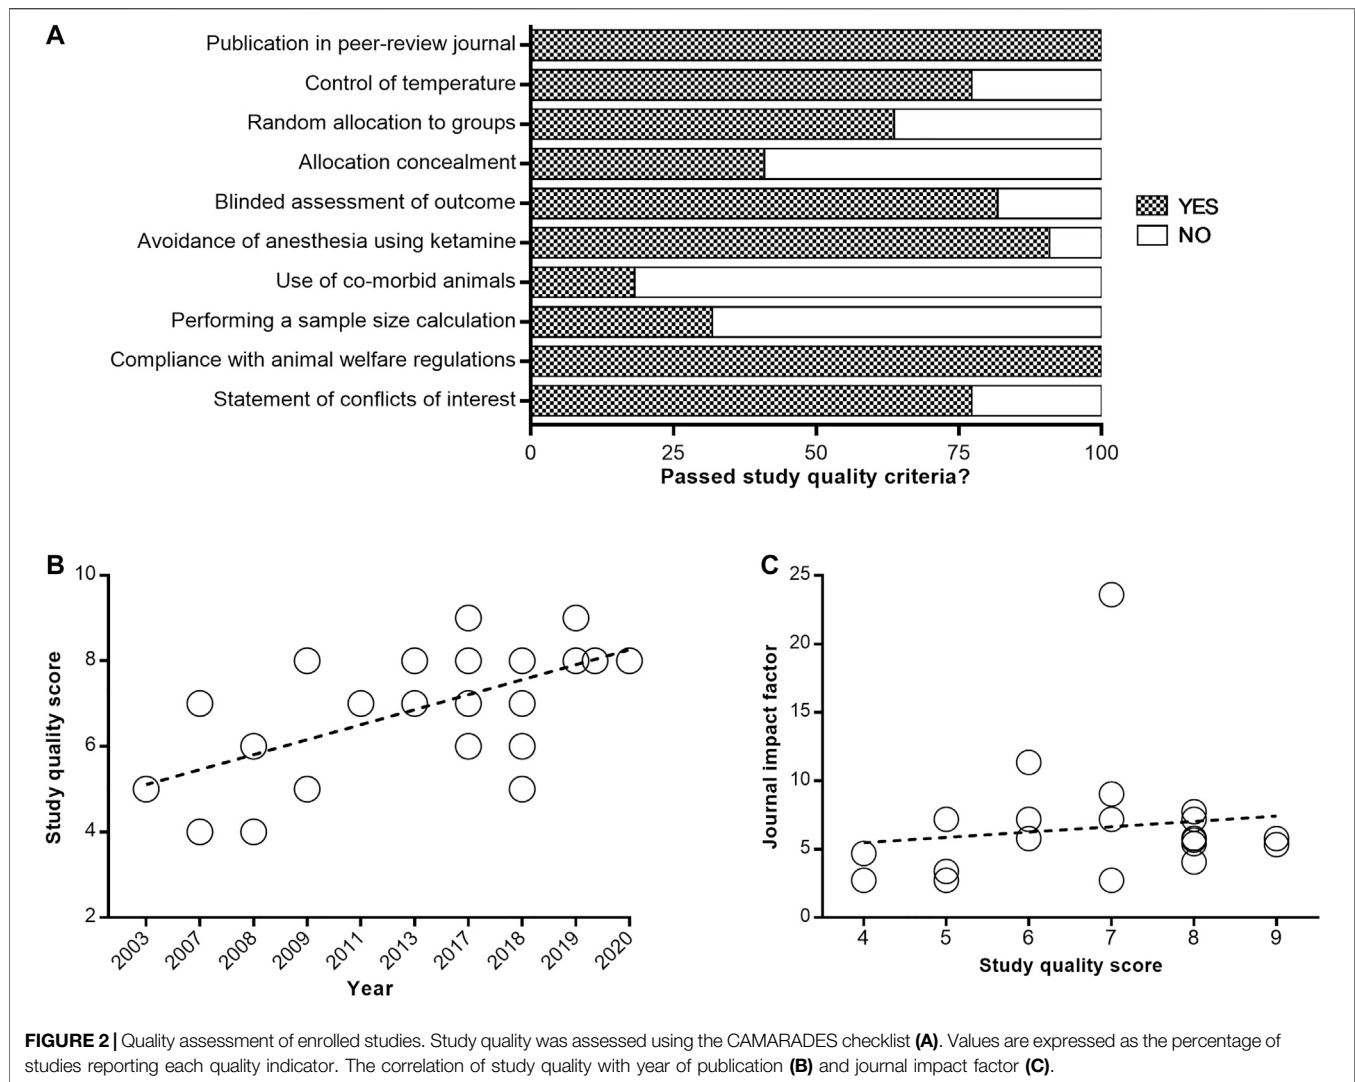 A
Publication in peer-review journal
Control of temperature
Random allocation to groups
Allocation concealment
Blinded assessment of outcome
Avoidance of anesthesia using ketamine
Use of co-morbid animals
Performing a sample size calculation
Compliance with animal welfare regulations
Statement of conflicts of interest
0 25 50 75 100
Passed study quality criteria?
YES
NO
B
Study quality score
10
8
6
4
2
2003 2007 2008 2009 2011 2013 2017 2018 2019 2020
Year
C
Journal impact factor
25
20
15
10
5
0
4 5 6 7 8 9
Study quality score
FIGURE 2 | Quality assessment of enrolled studies. Study quality was assessed using the CAMARADES checklist (A). Values are expressed as the percentage of
studies reporting each quality indicator. The correlation of study quality with year of publication (B) and journal impact factor (C).